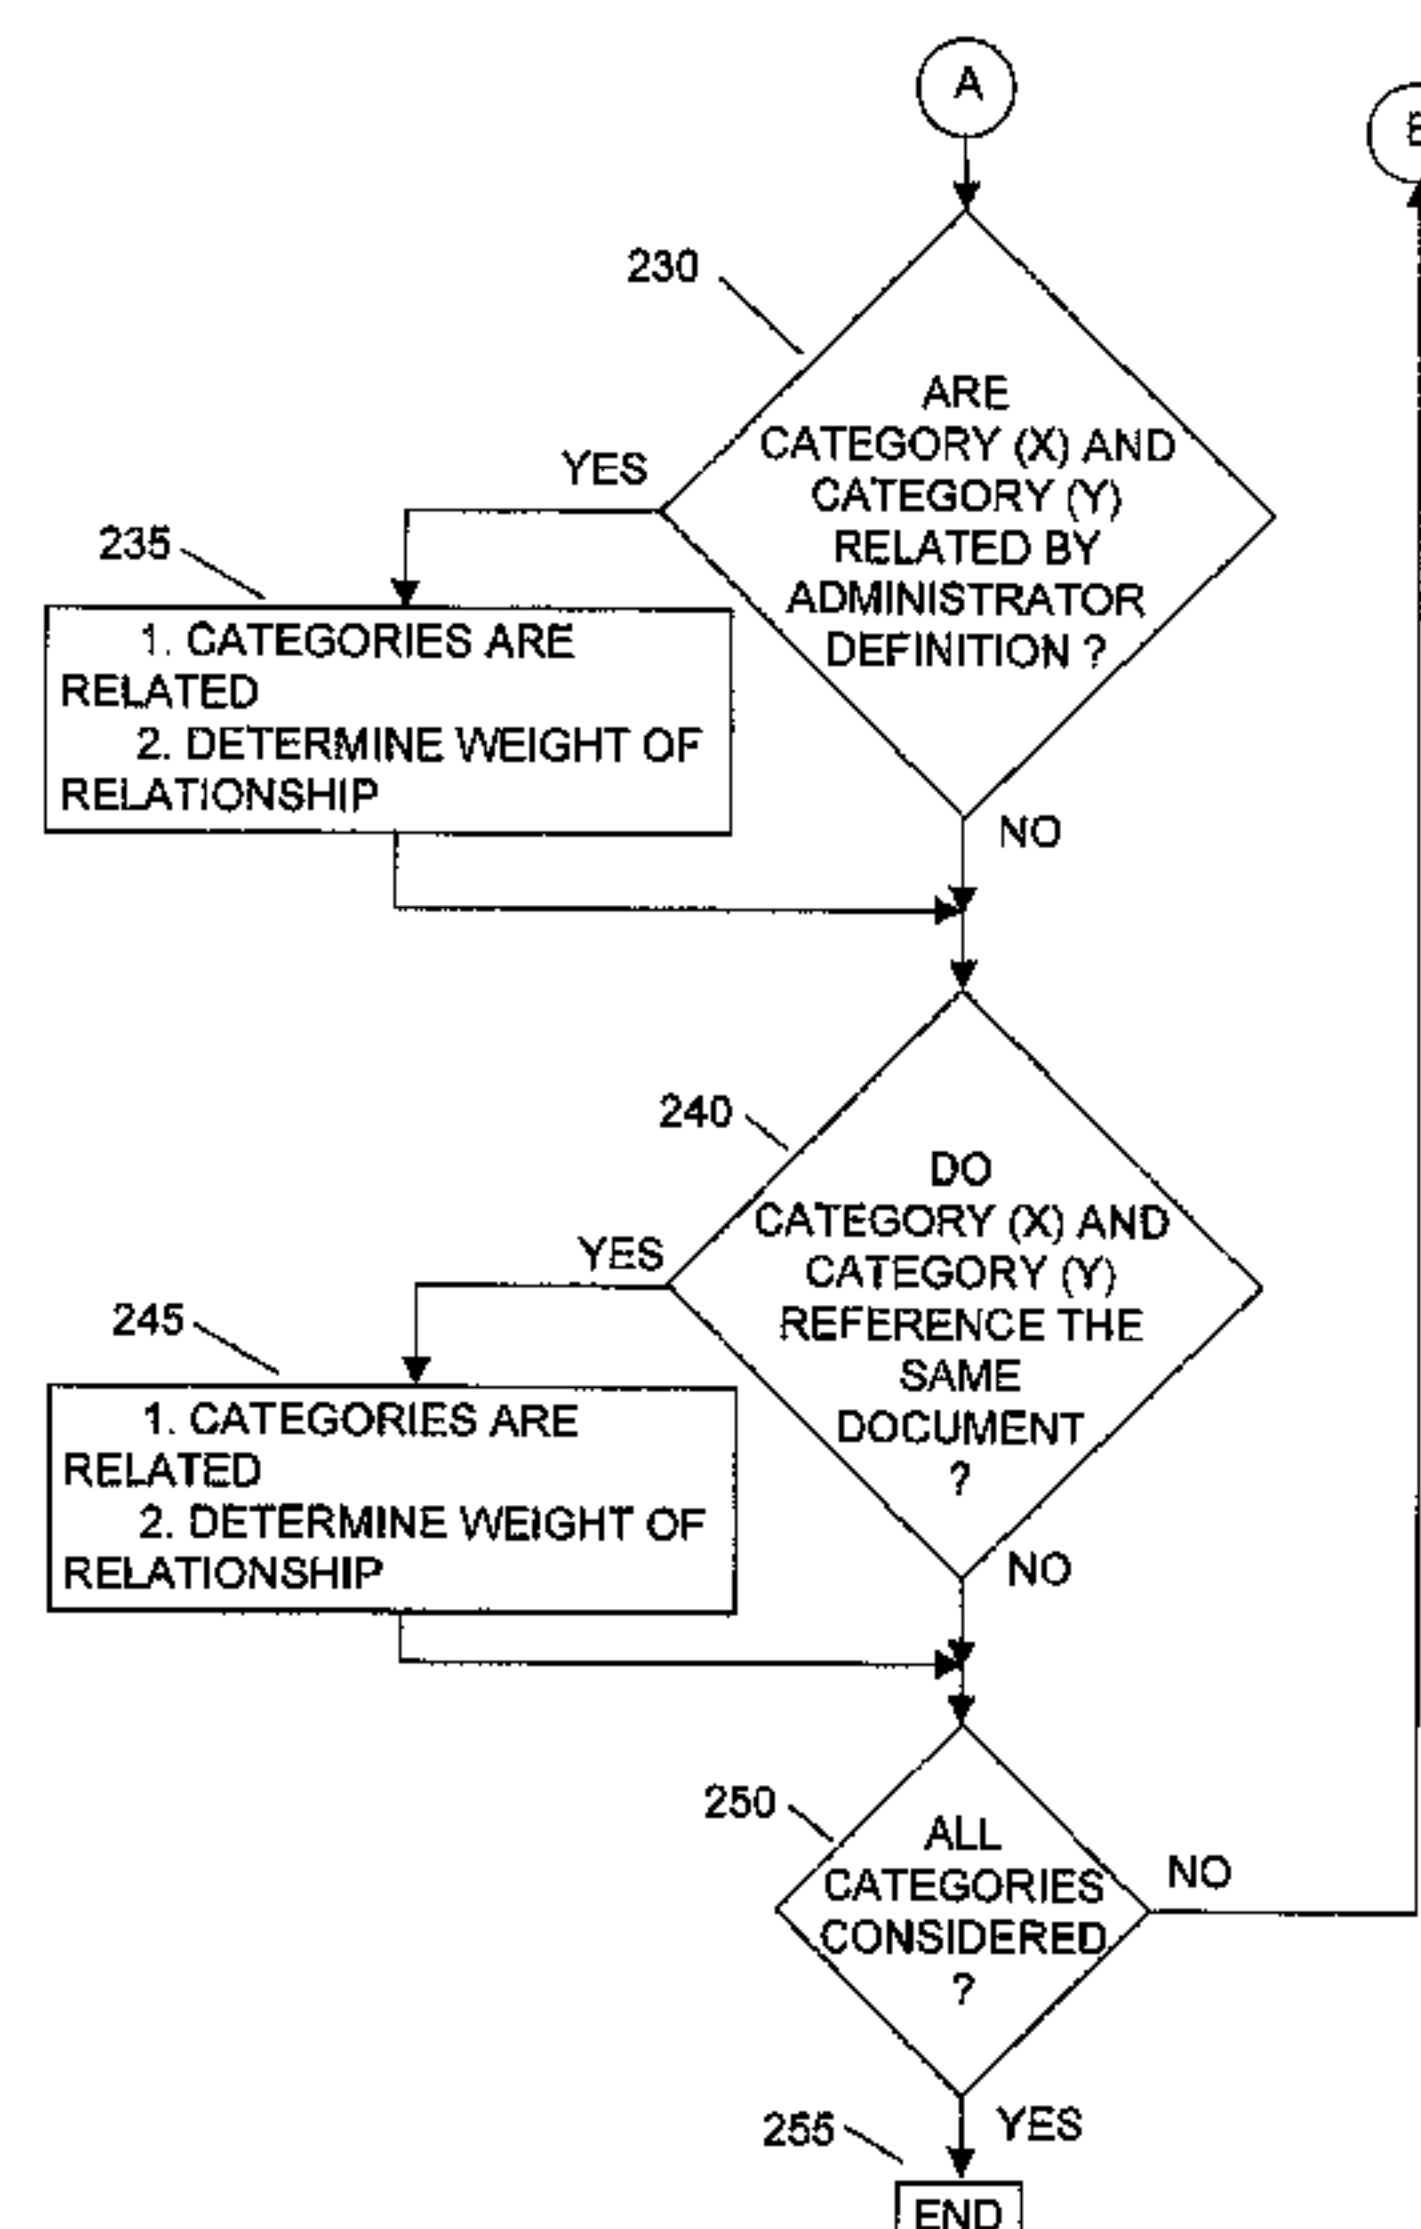 A
230
ARE
CATEGORY (X) AND
CATEGORY (Y)
RELATED BY
ADMINISTRATOR
DEFINITION ?
YES
235
1. CATEGORIES ARE
RELATED
2. DETERMINE WEIGHT OF
RELATIONSHIP
NO
240
DO
CATEGORY (X) AND
CATEGORY (Y)
REFERENCE THE
SAME
DOCUMENT
?
YES
245
1. CATEGORIES ARE
RELATED
2. DETERMINE WEIGHT OF
RELATIONSHIP
NO
250
ALL
CATEGORIES
CONSIDERED
?
NO
YES
255
END